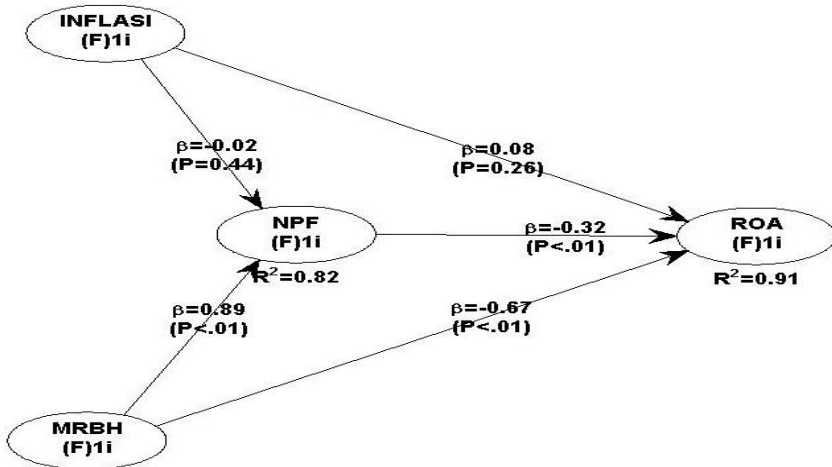 INFLASI
(F)1i
β=-0.02
(P=0.44)
β=0.08
(P=0.26)
NPF
(F)1i
R²=0.82
β=-0.32
(P<.01)
ROA
(F)1i
R²=0.91
β=0.89
(P<.01)
β=-0.67
(P<.01)
MRBH
(F)1i